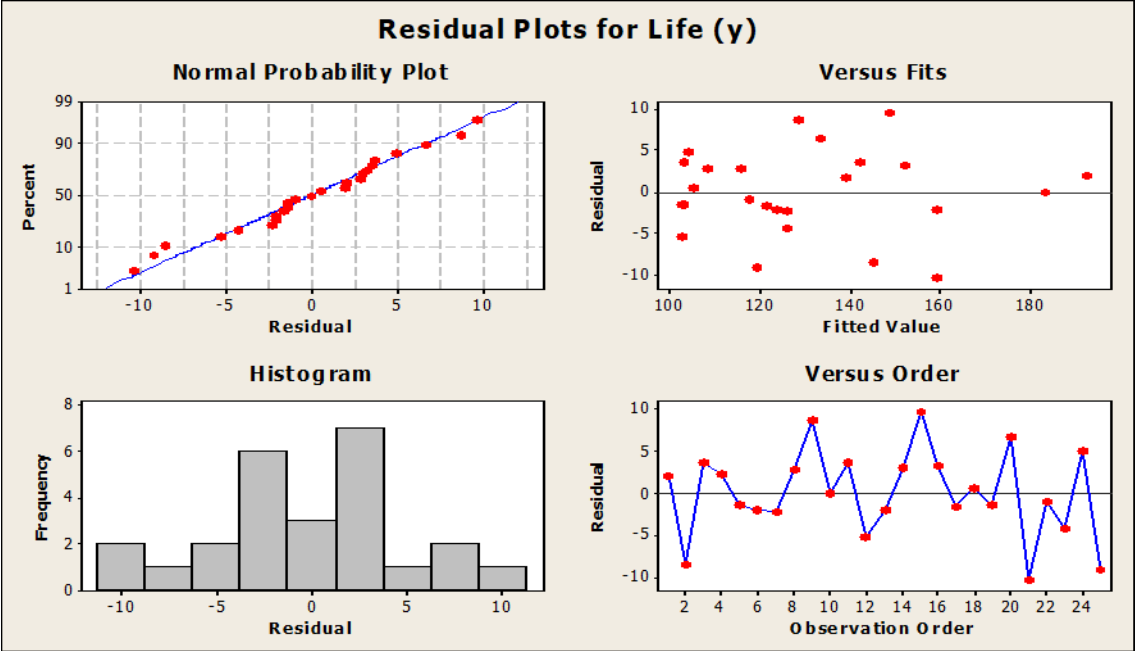 Residual Plots for Life (y)
Normal Probability Plot
99
90
50
10
1
Percent
-10 -5 0 5 10
Residual
Versus Fits
10
5
0
-5
-10
Residual
100 120 140 160 180
Fitted Value
Histogram
8
6
4
2
0
Frequency
-10 -5 0 5 10
Residual
Versus Order
10
5
0
-5
-10
Residual
2 4 6 8 10 12 14 16 18 20 22 24
Observation Order